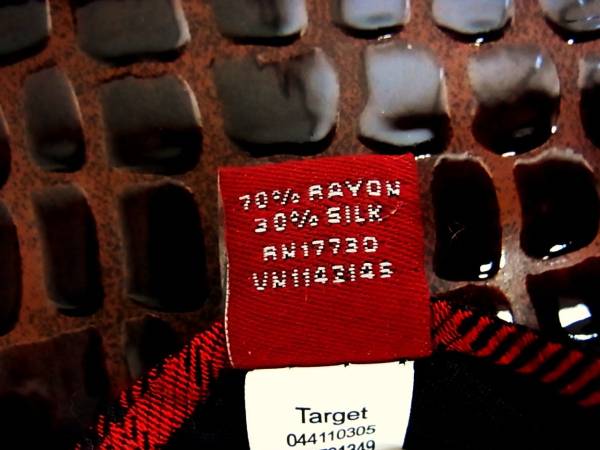 70% RAYON
30% SILK
RN17730
VN1142145
Target
044110305